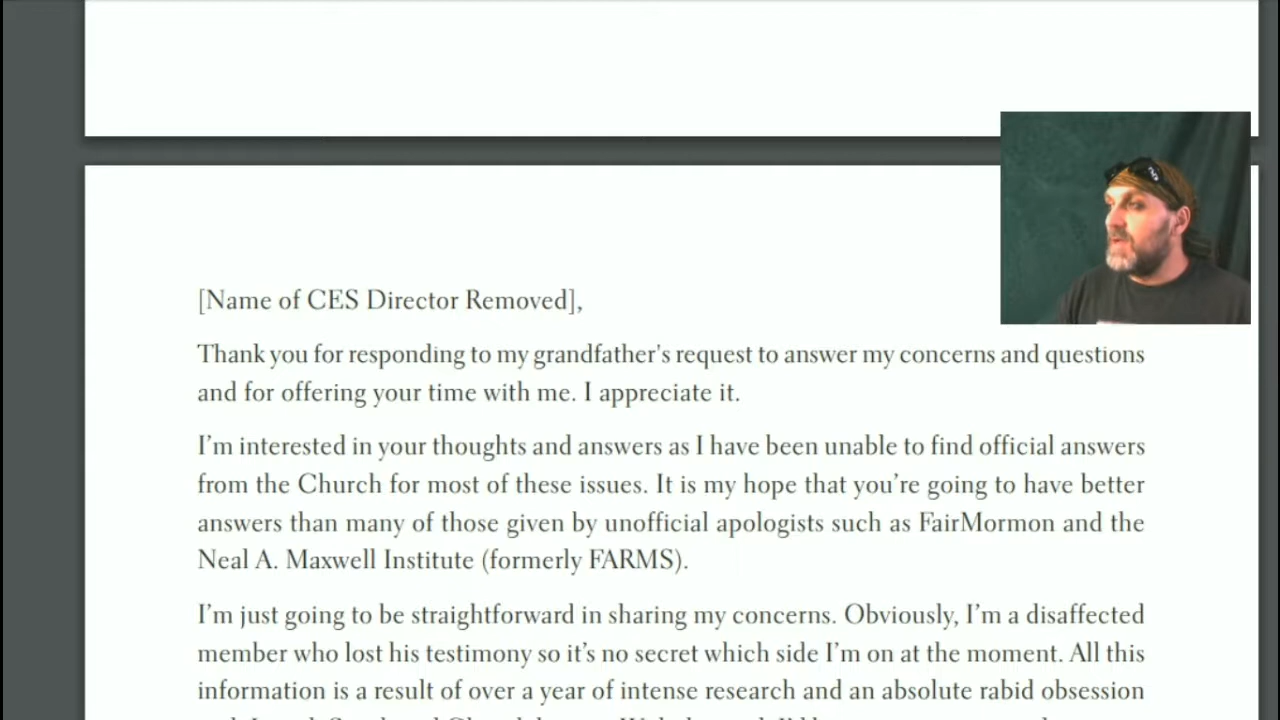 [Name of CES Director Removed],
Thank you for responding to my grandfather's request to answer my concerns and questions
and for offering your time with me. I appreciate it.
I'm interested in your thoughts and answers as I have been unable to find official answers
from the Church for most of these issues. It is my hope that you're going to have better
answers than many of those given by unofficial apologists such as FairMormon and the
Neal A. Maxwell Institute (formerly FARMS).
I'm just going to be straightforward in sharing my concerns. Obviously, I'm a disaffected
member who lost his testimony so it's no secret which side I'm on at the moment. All this
information is a result of over a year of intense research and an absolute rabid obsession